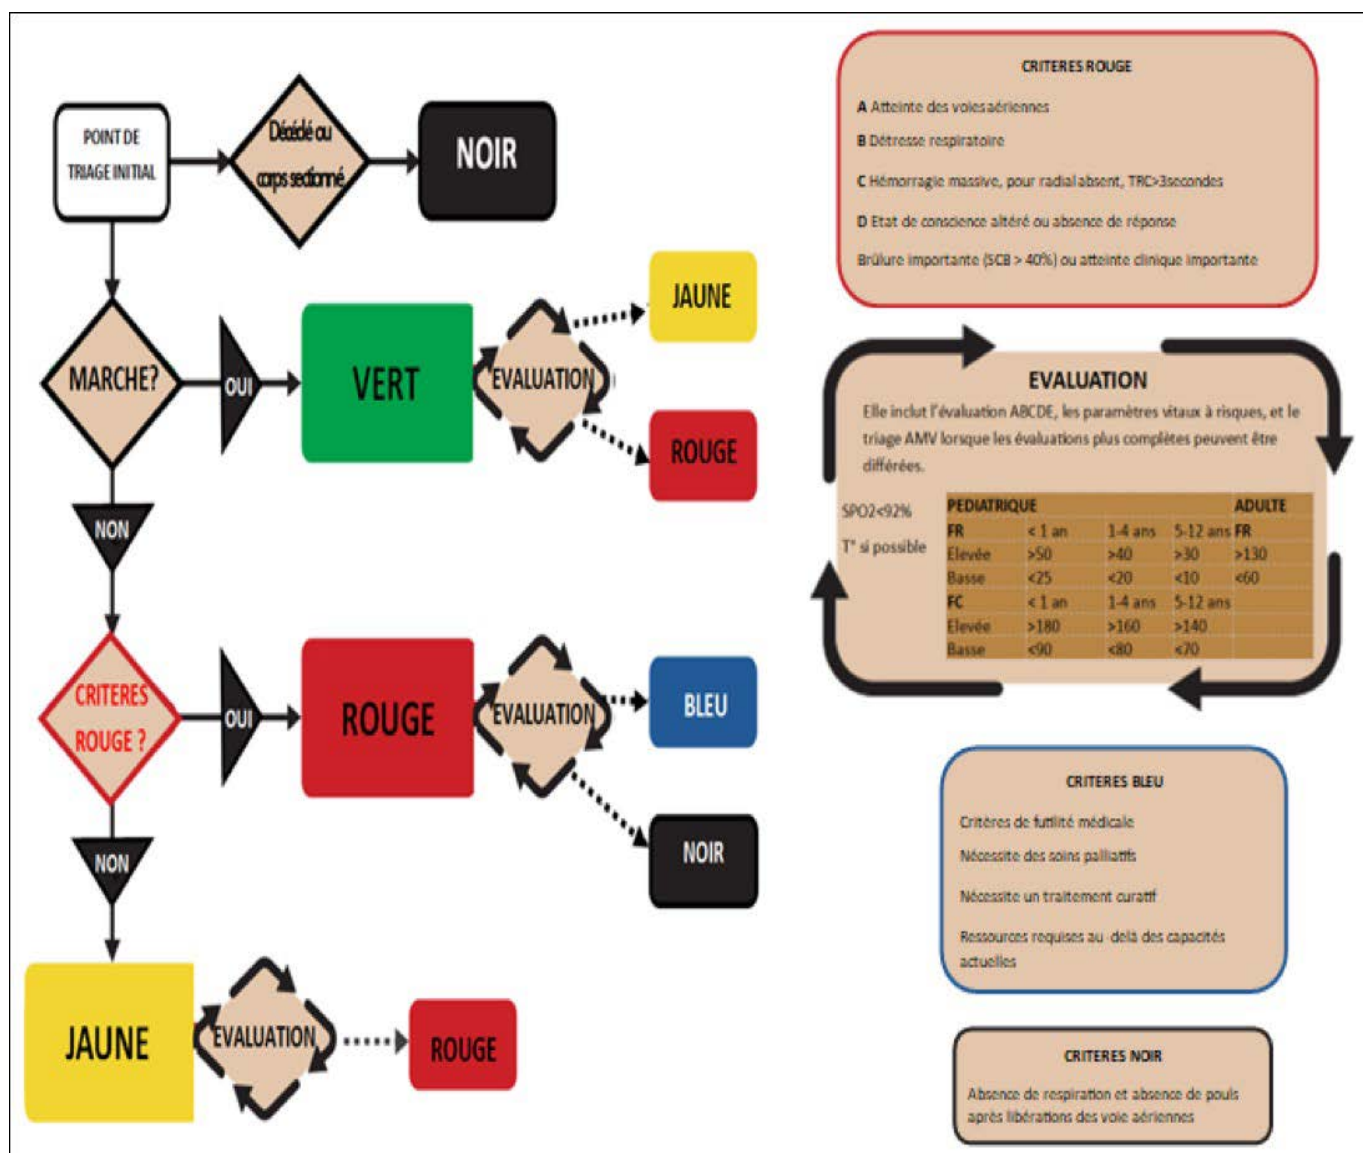 POINT DE
TRIAGE INITIAL
Décédé ou
corps sectionné
NOIR
MARCHE?
OUI
VERT
EVALUATION
JAUNE
ROUGE
NON
CRITERES
ROUGE ?
OUI
ROUGE
EVALUATION
BLEU
NOIR
NON
JAUNE
EVALUATION
ROUGE
CRITERES ROUGE
A Atteinte des voies aériennes
B Détresse respiratoire
C Hémorragie massive, pour radial absent, TRC>3secondes
D Etat de conscience altéré ou absence de réponse
Brûlure importante (SCB > 40%) ou atteinte clinique importante
EVALUATION
Elle inclut l'évaluation ABCDE, les paramètres vitaux à risques, et le
triage AMV lorsque les évaluations plus complètes peuvent être
différées.
SPO2<92%
T° si possible
PEDIATRIQUE ADULTE
FR < 1 an 1-4 ans 5-12 ans FR
Elevée >50 >40 >30 >130
Basse <25 <20 <10 <60
FC < 1 an 1-4 ans 5-12 ans
Elevée >180 >160 >140
Basse <90 <80 <70
CRITERES BLEU
Critères de futilité médicale
Nécessite des soins palliatifs
Nécessite un traitement curatif
Ressources requises au -delà des capacités
actuelles
CRITERES NOIR
Absence de respiration et absence de pouls
après libérations des voie aériennes